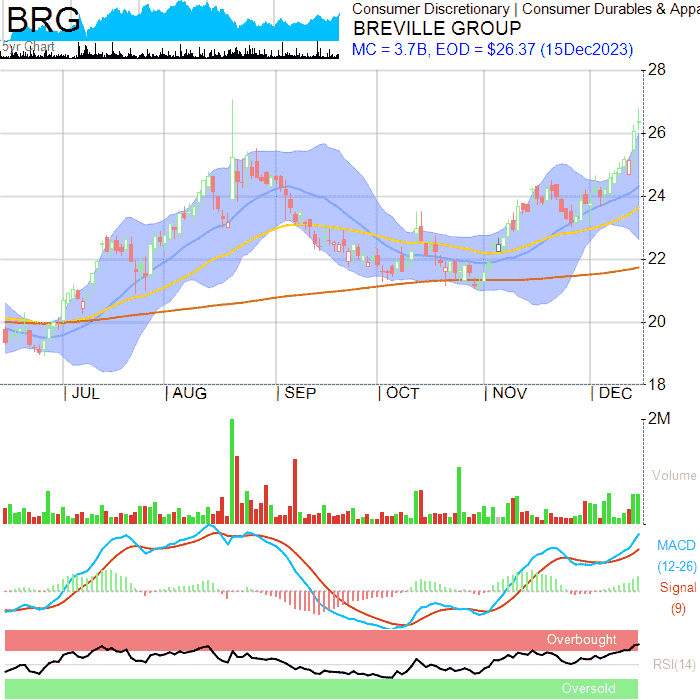 BRG
5yr Chart
Consumer Discretionary | Consumer Durables & Appa
BREVILLE GROUP
MC = 3.7B, EOD = $26.37 (15Dec2023)
28
26
24
22
20
18
JUL
AUG
SEP
OCT
NOV
DEC
2M
Volume
MACD
(12-26)
Signal
(9)
Overbought
RSI(14)
Oversold